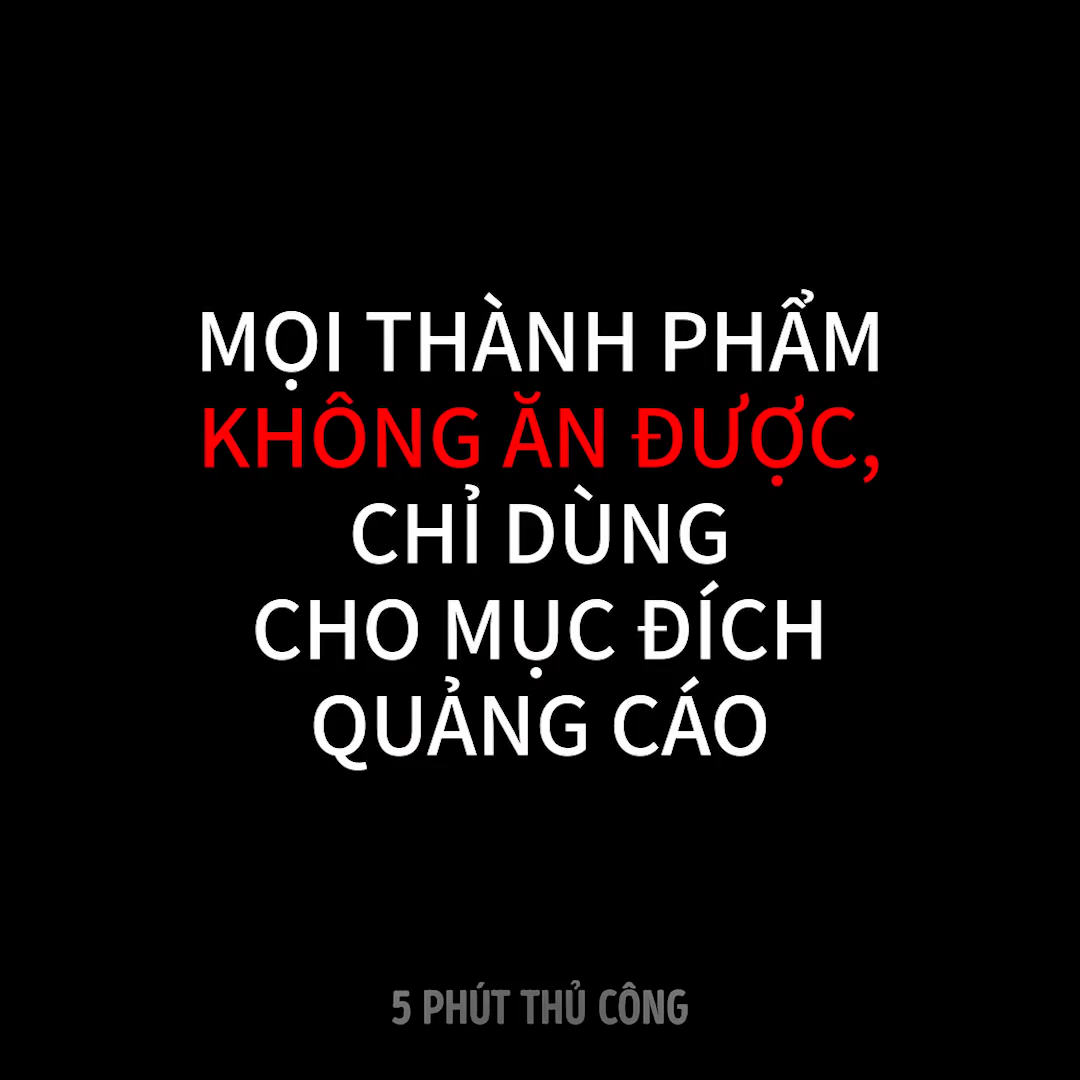 MỌI THÀNH PHẨM
KHÔNG ĂN ĐƯỢC,
CHỈ DÙNG
CHO MỤC ĐÍCH
QUẢNG CÁO
5 PHÚT THỦ CÔNG